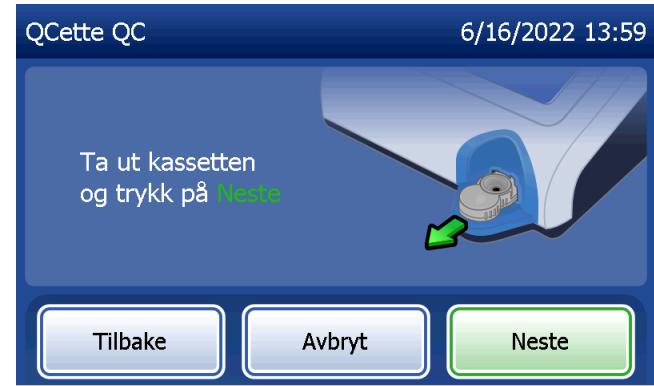 QCette QC
6/16/2022 13:59
Ta ut kassetten
og trykk på Neste
Tilbake
Avbryt
Neste